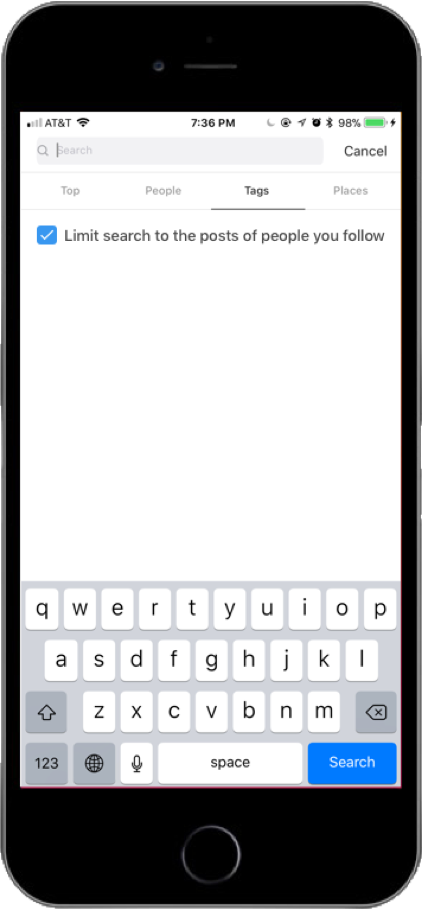 AT&T 7:36 PM 98%
Search Cancel
Top People Tags Places
Limit search to the posts of people you follow
q w e r t y u i o p
a s d f g h j k l
z x c v b n m
123 space Search